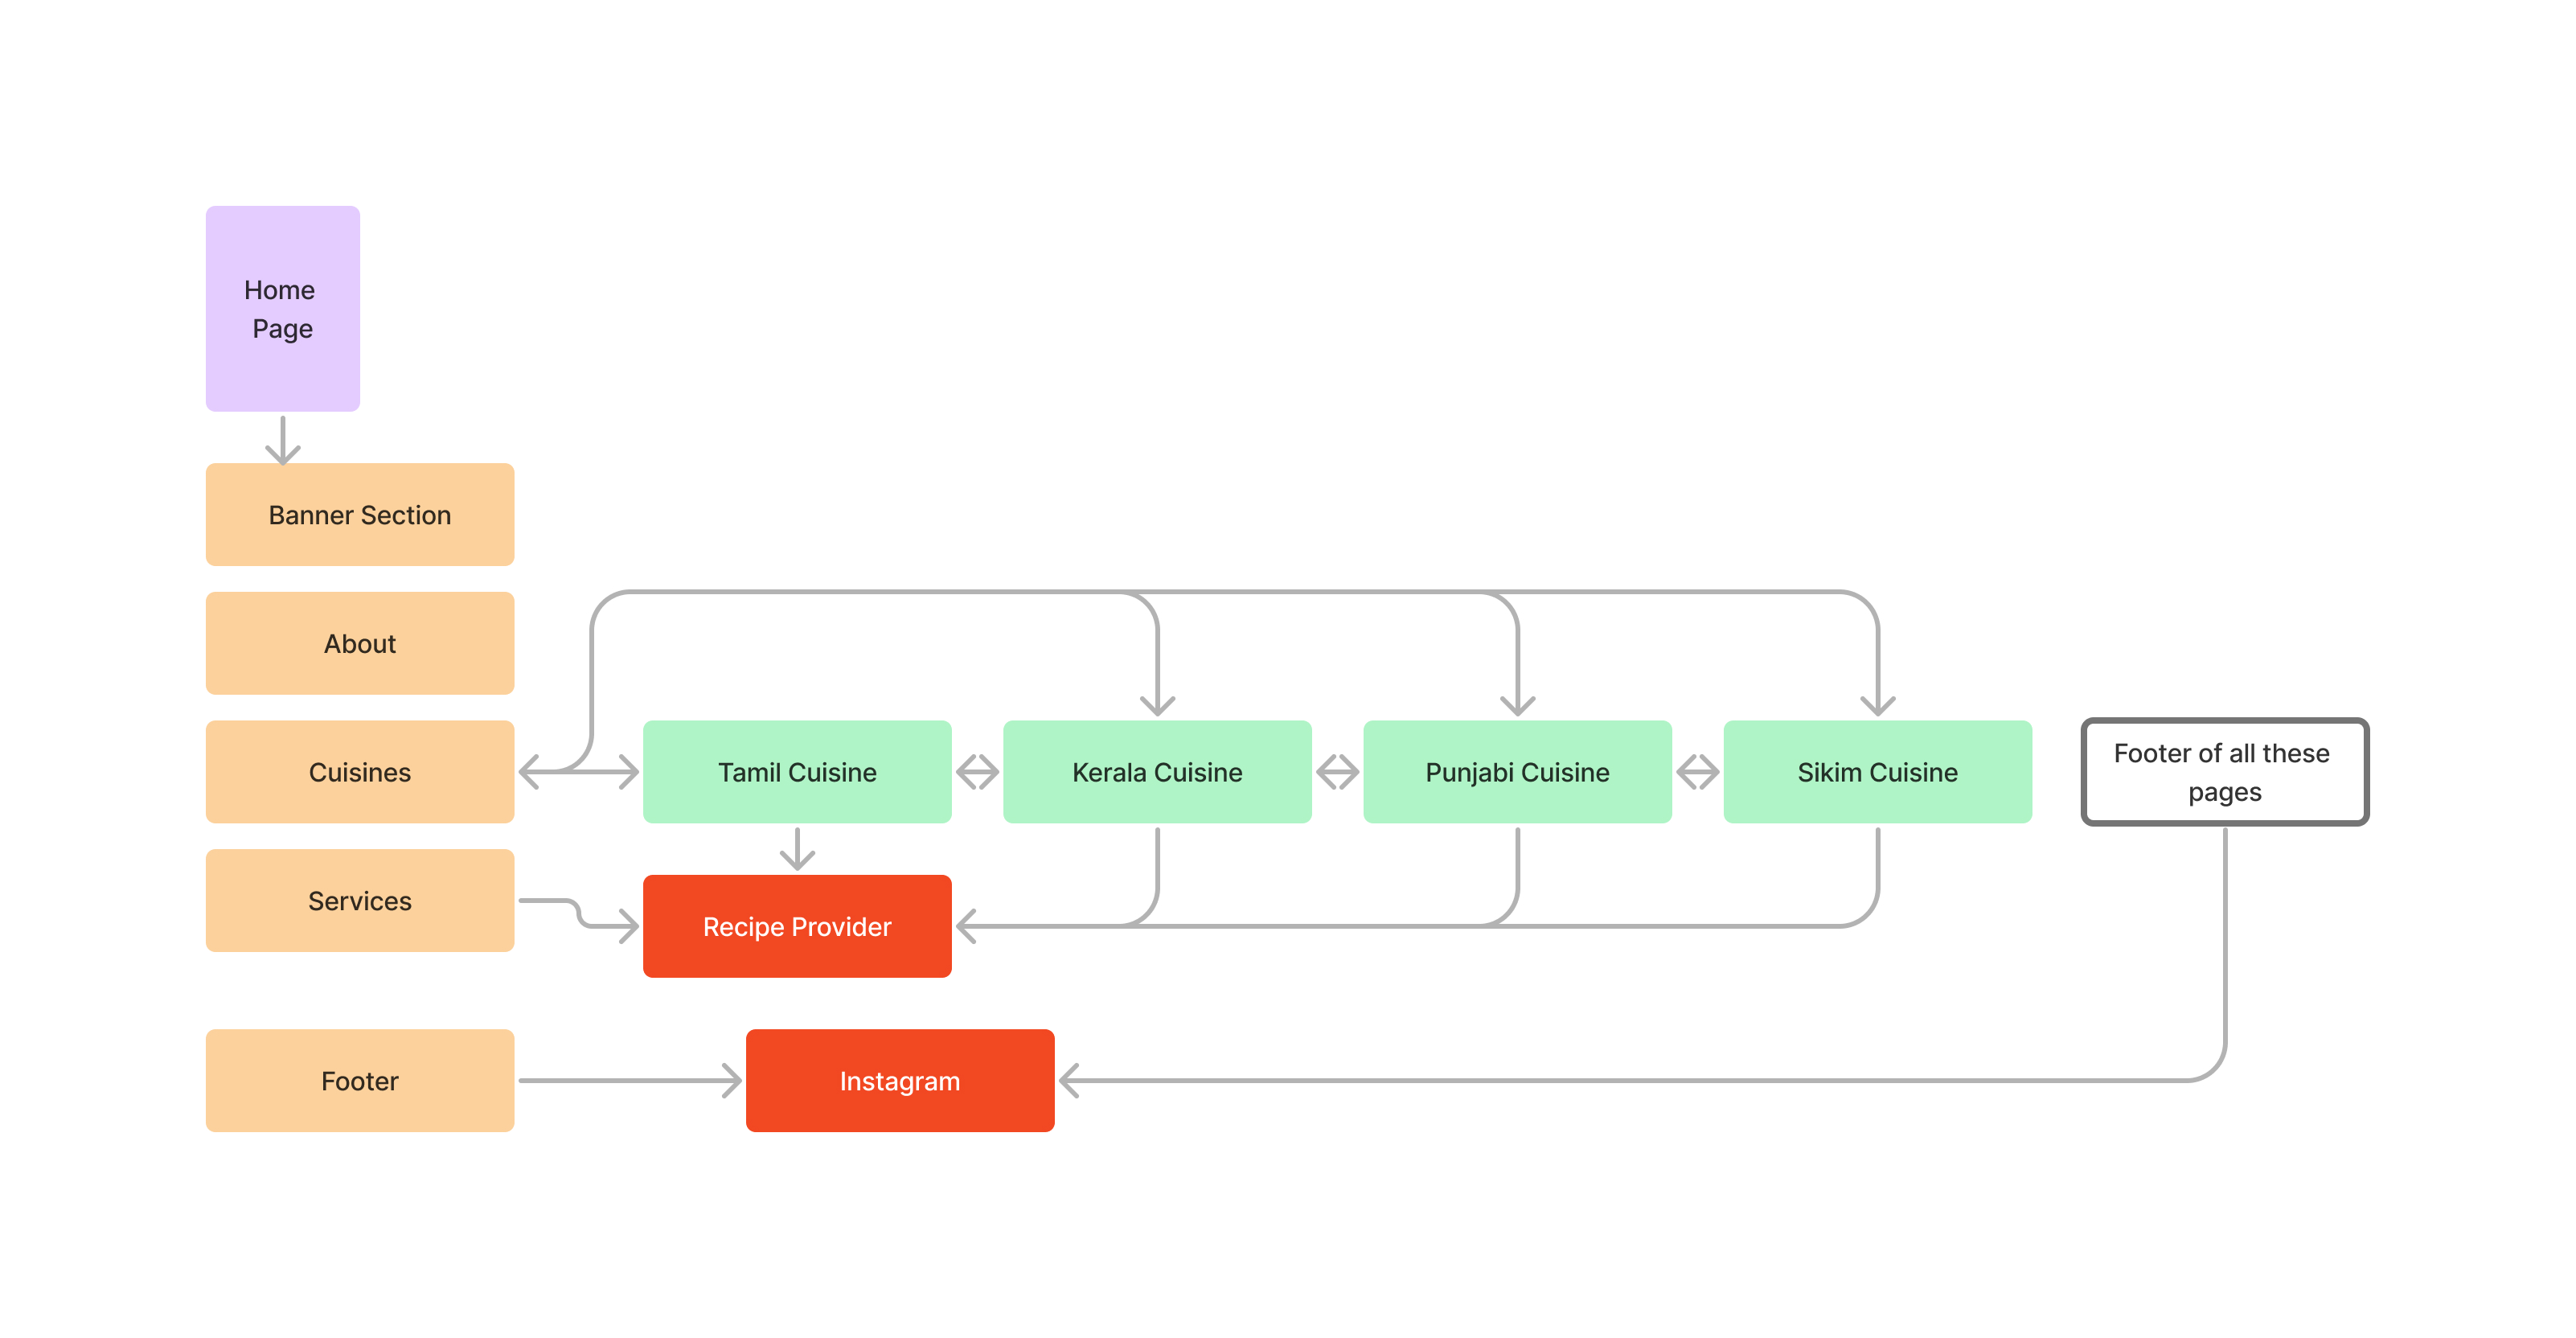 Home
Page
Banner Section
About
Cuisines
Tamil Cuisine
Kerala Cuisine
Punjabi Cuisine
Sikim Cuisine
Footer of all these
pages
Services
Recipe Provider
Footer
Instagram